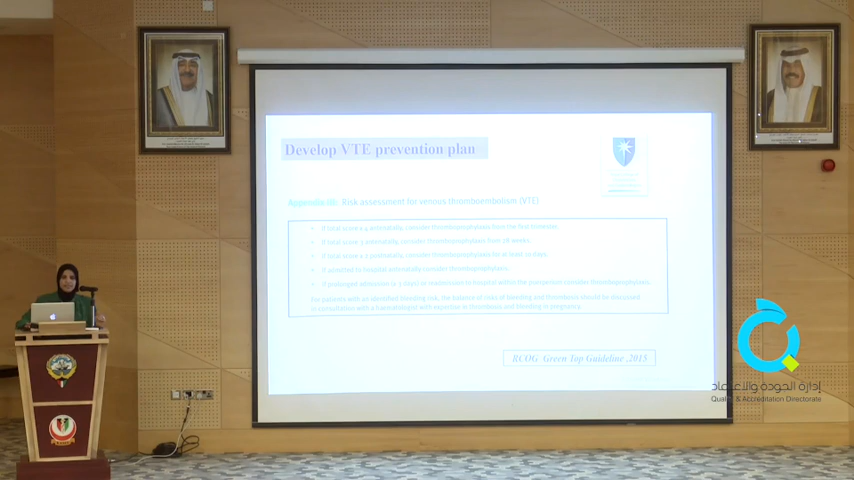 Develop VTE prevention plan
Appendix III: Risk assessment for venous thromboembolism (VTE)
If total score ≥ 4 antenatally, consider thromboprophylaxis from the first trimester.
If total score 3 antenatally, consider thromboprophylaxis from 28 weeks.
If total score ≥ 2 postnatally, consider thromboprophylaxis for at least 10 days.
If admitted to hospital antenatally consider thromboprophylaxis.
If prolonged admission (≥ 3 days) or readmission to hospital within the puerperium consider thromboprophylaxis.
For patients with an identified bleeding risk, the balance of risks of bleeding and thrombosis should be discussed
in consultation with a haematologist with expertise in thrombosis and bleeding in pregnancy.
RCOG Green Top Guideline ,2015
إدارة الجودة والاعتماد
Quality & Accreditation Directorate